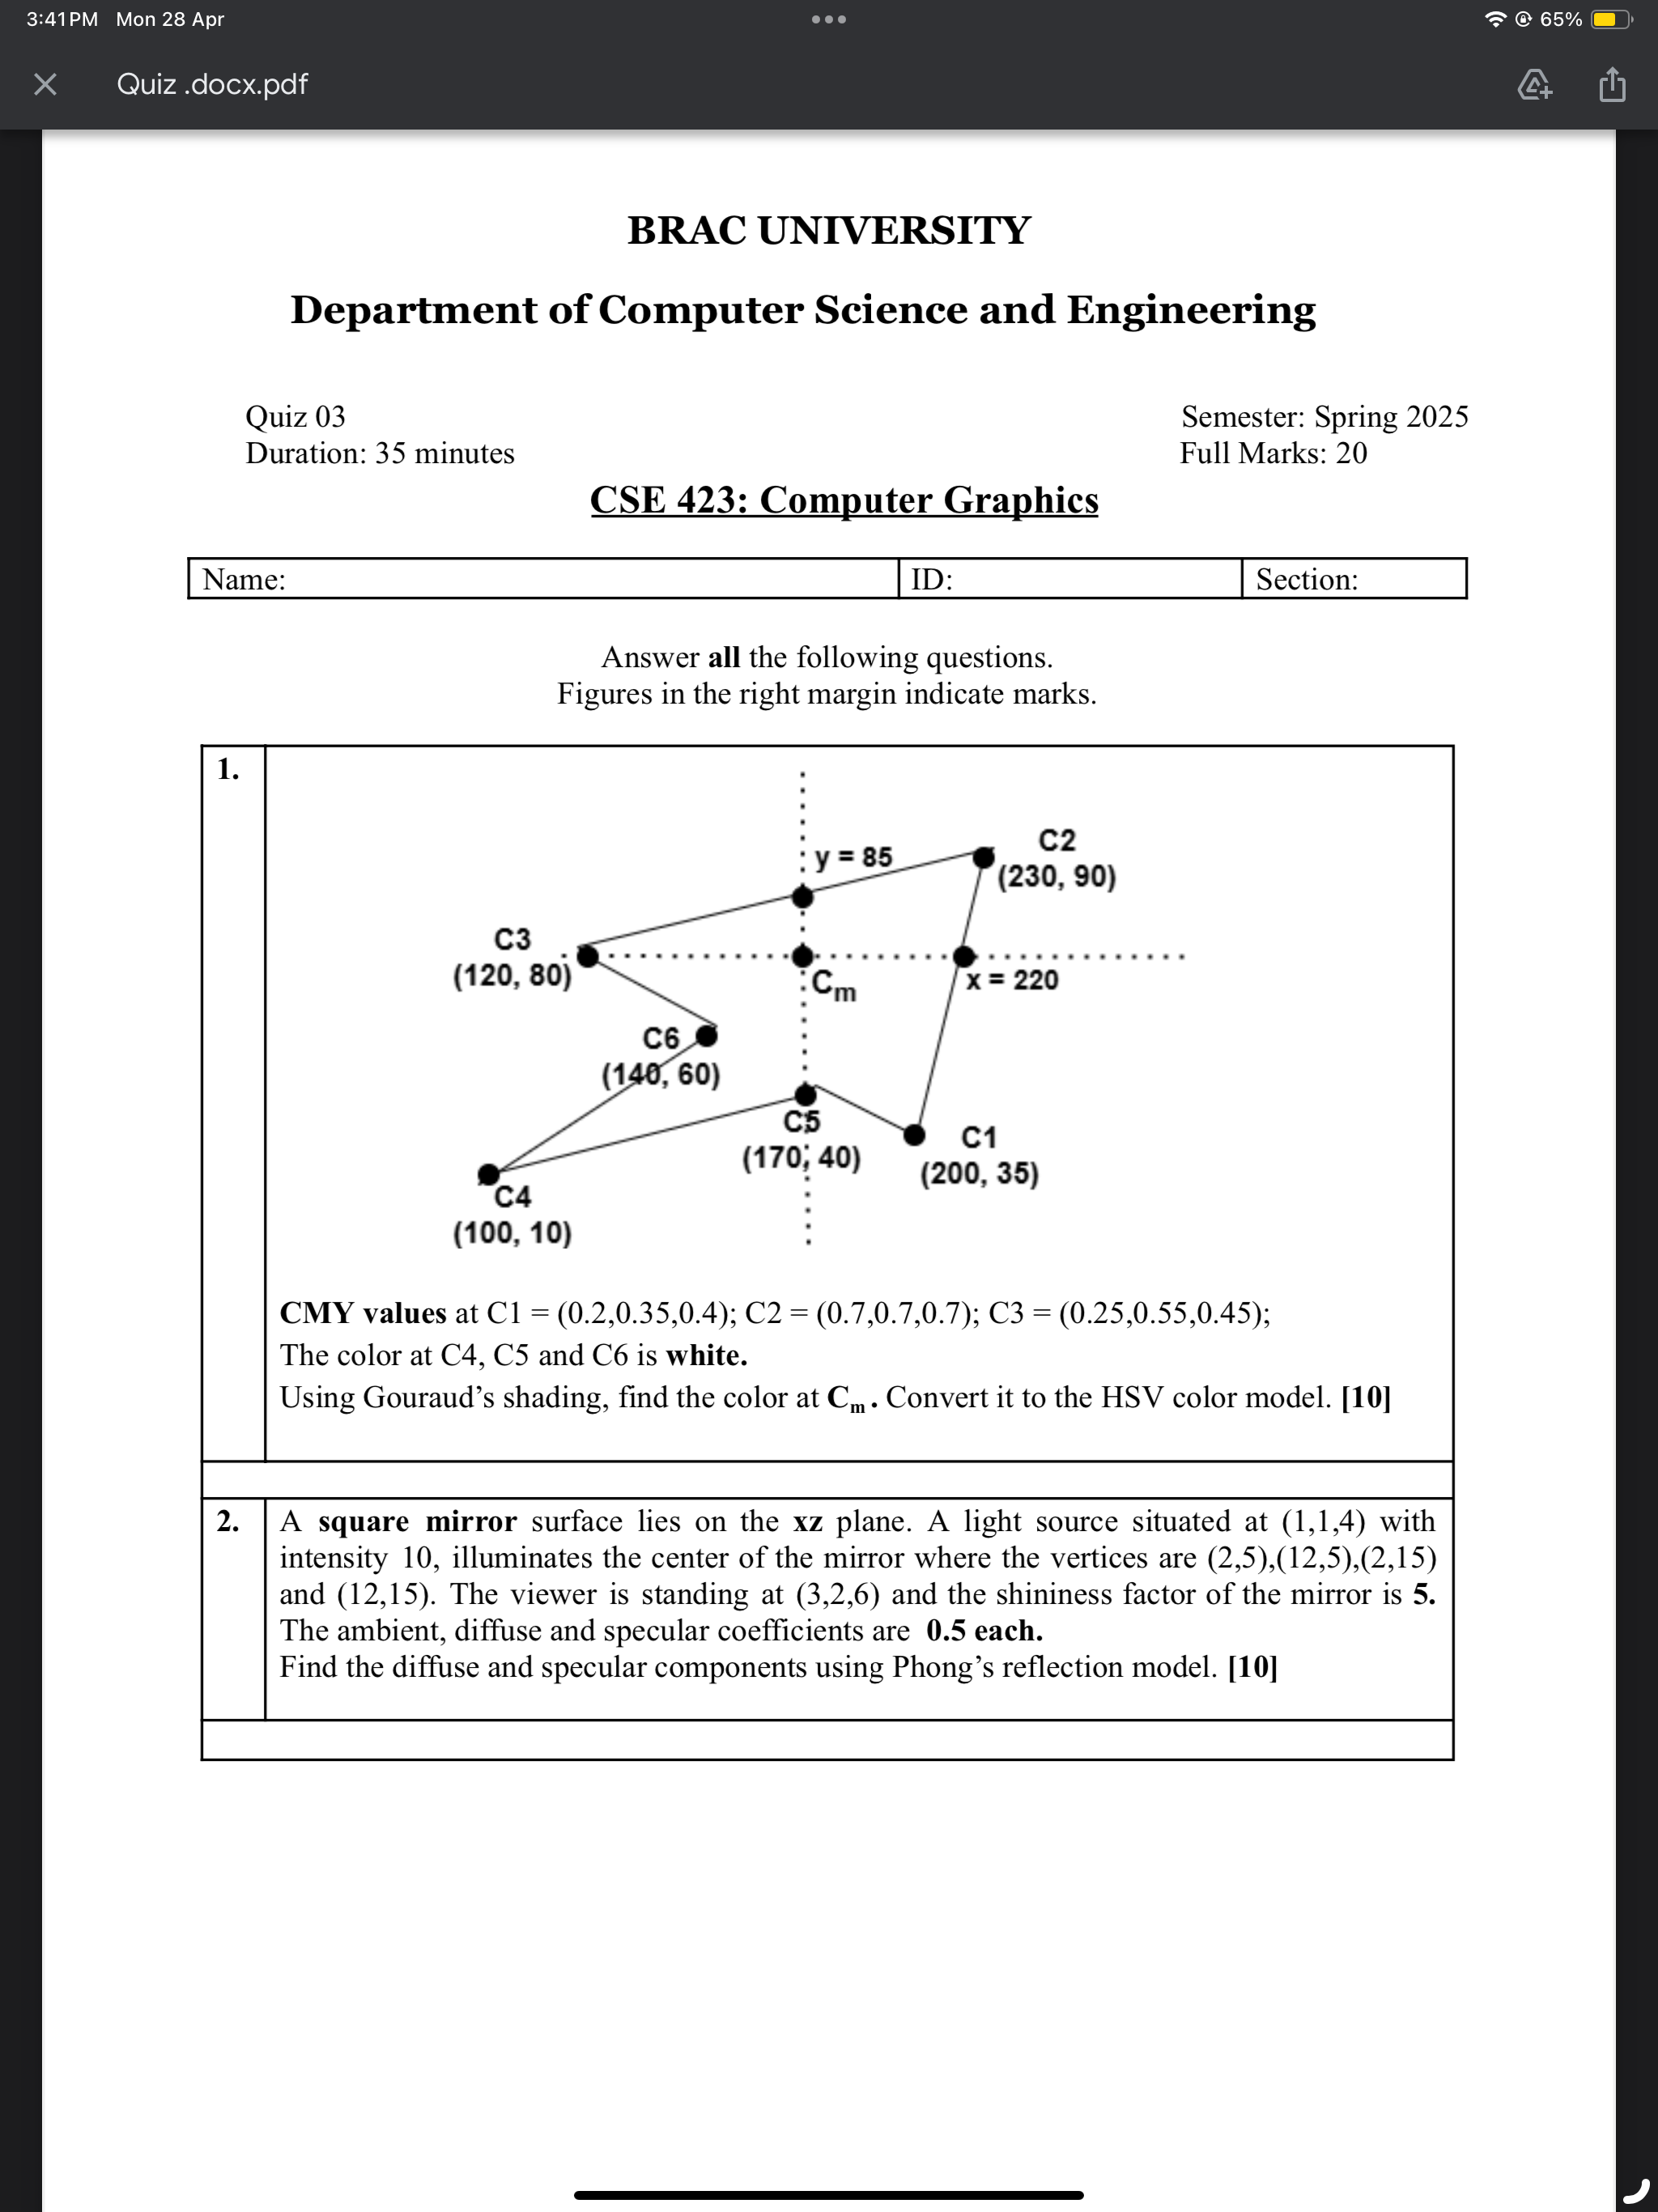 3:41 PM Mon 28 Apr
65%
Quiz .docx.pdf
BRAC UNIVERSITY
Department of Computer Science and Engineering
Quiz 03 Semester: Spring 2025
Duration: 35 minutes Full Marks: 20
CSE 423: Computer Graphics
Name: ID: Section:
Answer all the following questions.
Figures in the right margin indicate marks.
1.
C2
y = 85
(230, 90)
C3
(120, 80)
Cm
x = 220
C6
(140, 60)
C5
C1
(170, 40)
(200, 35)
C4
(100, 10)
CMY values at C1 = (0.2,0.35,0.4); C2 = (0.7,0.7,0.7); C3 = (0.25,0.55,0.45);
The color at C4, C5 and C6 is white.
Using Gouraud’s shading, find the color at Cm. Convert it to the HSV color model. [10]
2. A square mirror surface lies on the xz plane. A light source situated at (1,1,4) with
intensity 10, illuminates the center of the mirror where the vertices are (2,5),(12,5),(2,15)
and (12,15). The viewer is standing at (3,2,6) and the shininess factor of the mirror is 5.
The ambient, diffuse and specular coefficients are 0.5 each.
Find the diffuse and specular components using Phong’s reflection model. [10]